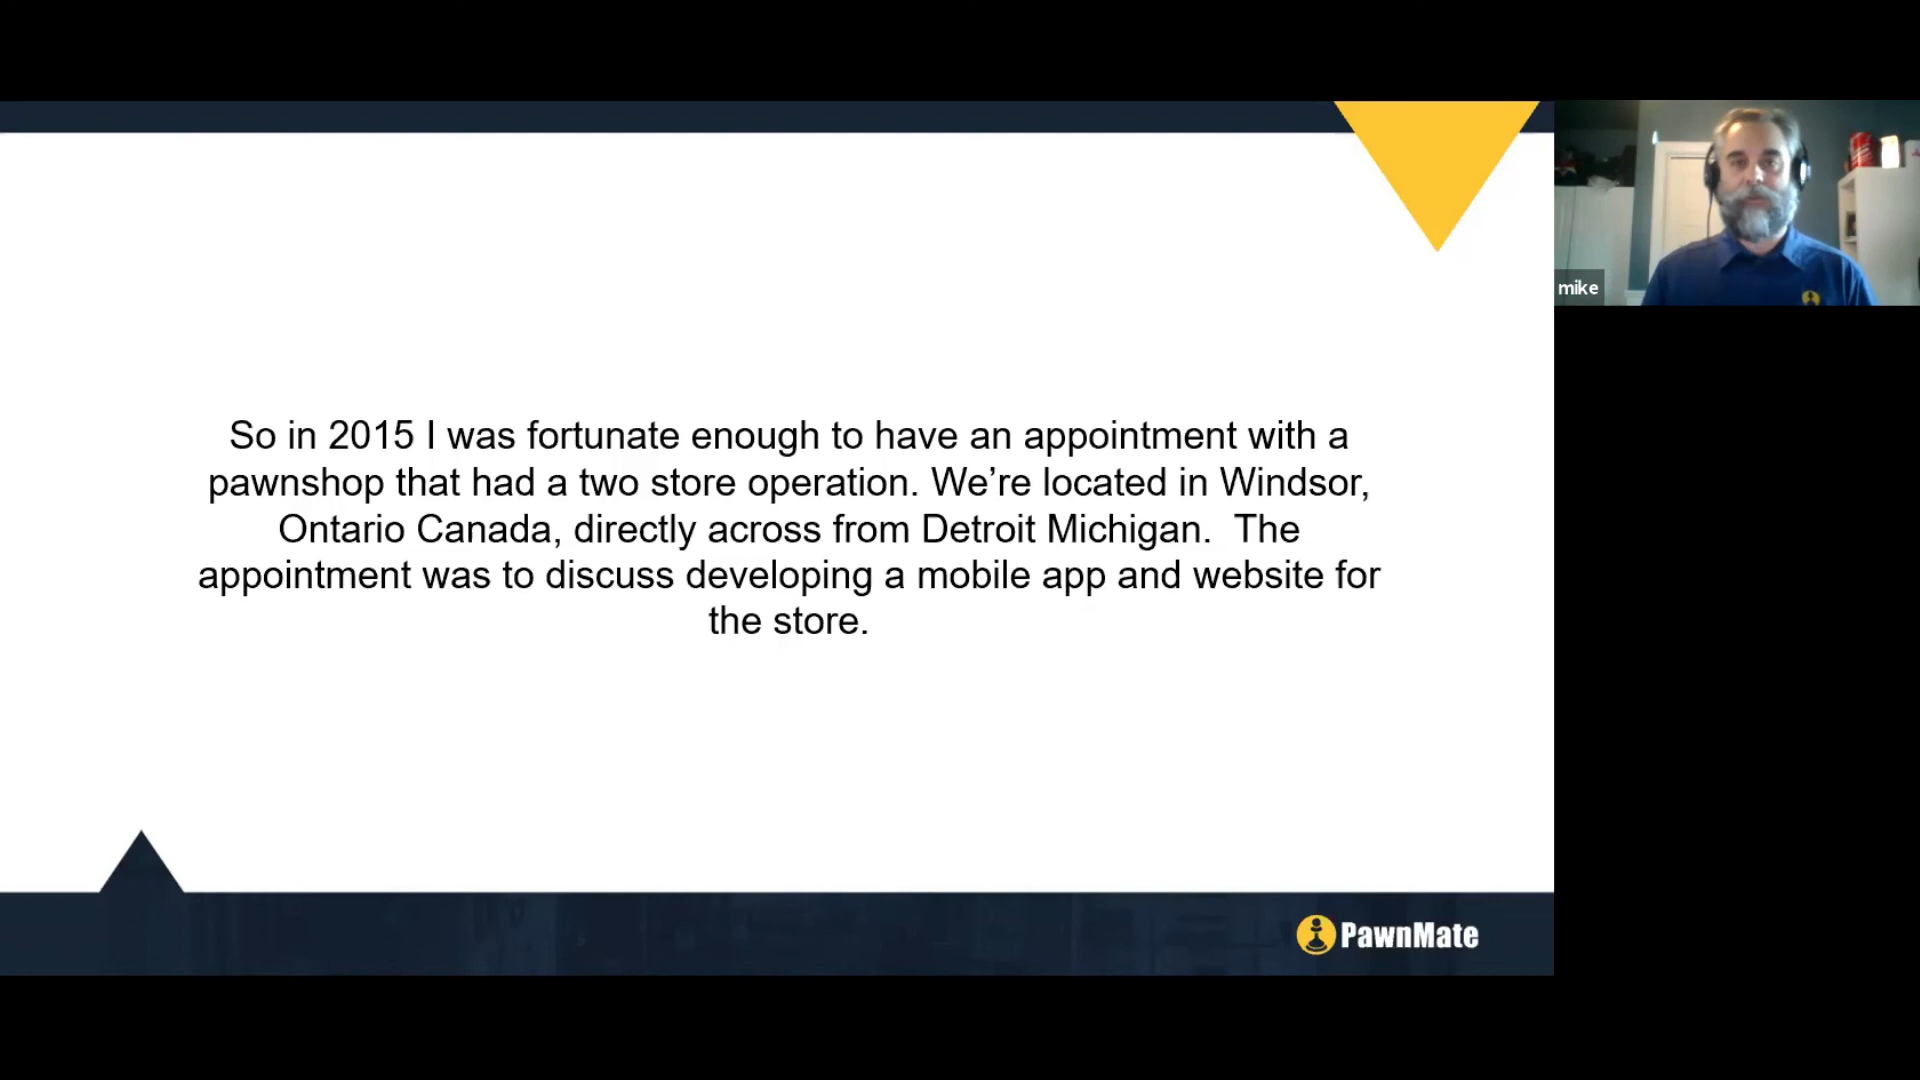 So in 2015 I was fortunate enough to have an appointment with a
pawnshop that had a two store operation. We’re located in Windsor,
Ontario Canada, directly across from Detroit Michigan.  The
appointment was to discuss developing a mobile app and website for
the store.
mike
PawnMate